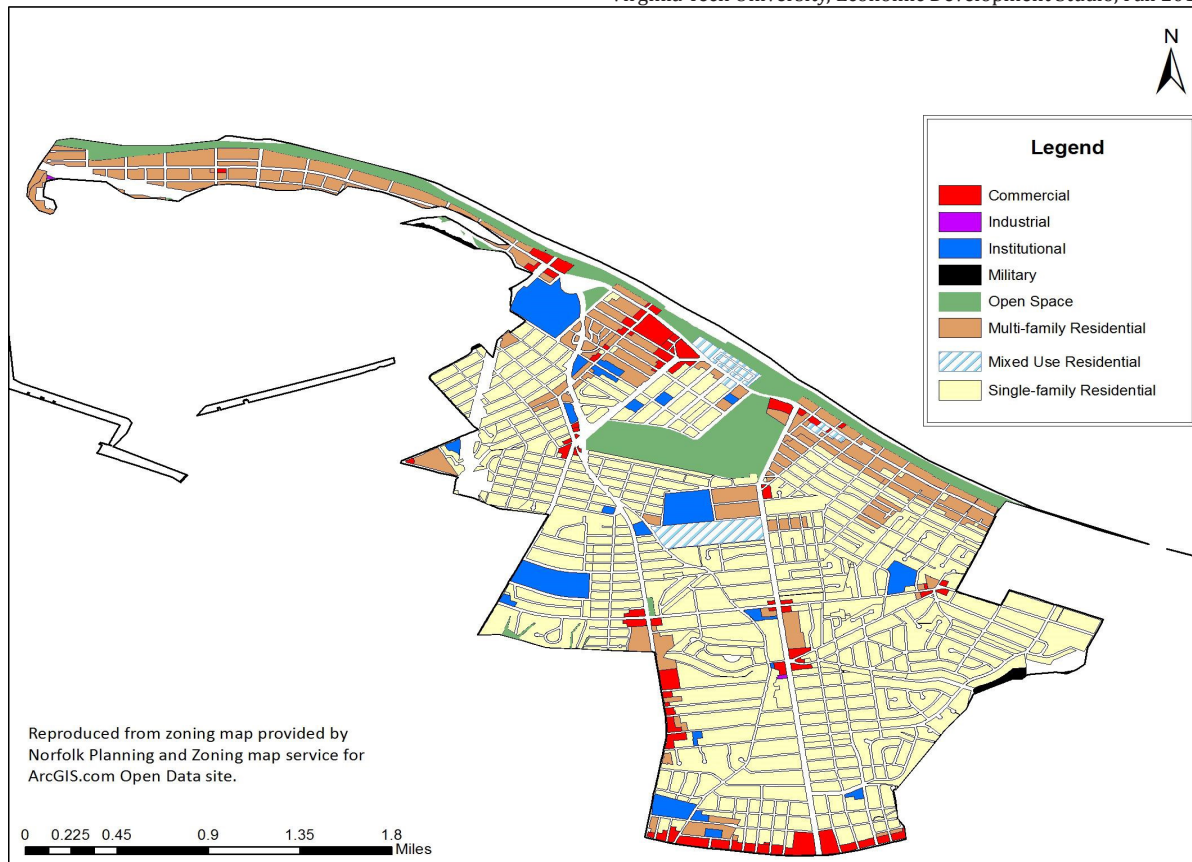 N
Legend
Commercial
Industrial
Institutional
Military
Open Space
Multi-family Residential
Mixed Use Residential
Single-family Residential
Reproduced from zoning map provided by
Norfolk Planning and Zoning map service for
ArcGIS.com Open Data site.
0 0.225 0.45 0.9 1.35 1.8
Miles